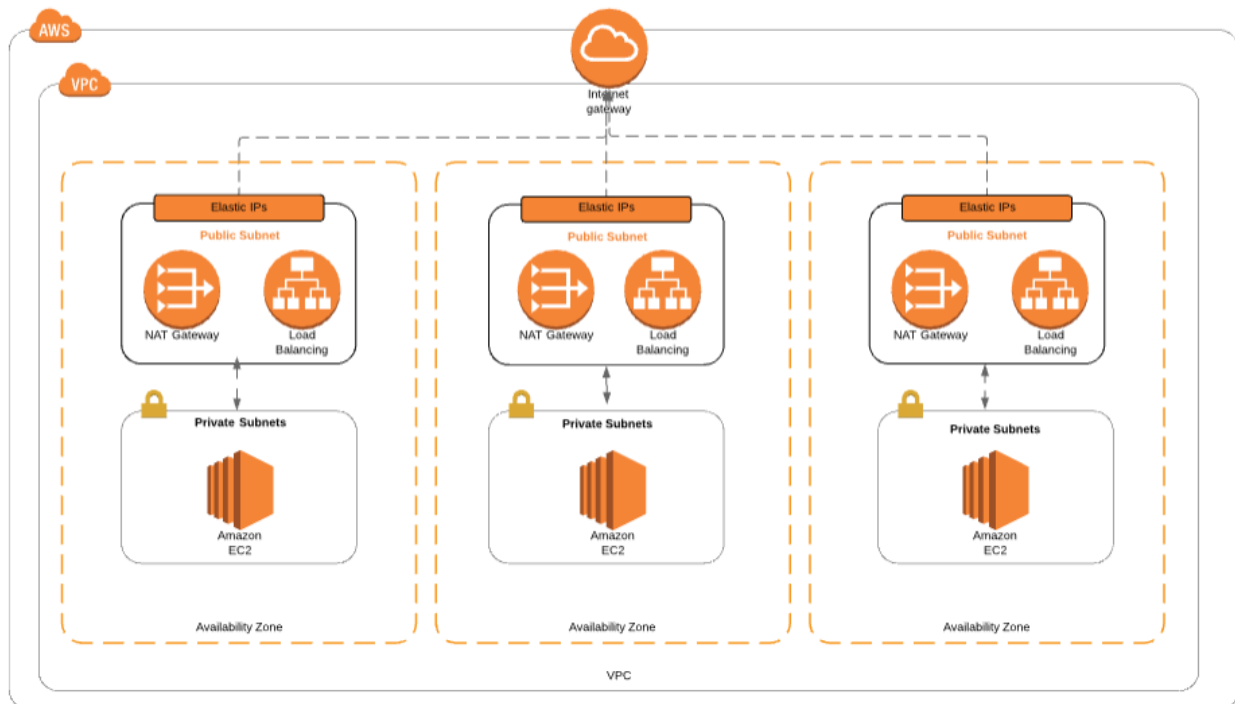 AWS
VPC
Internet
gateway
Elastic IPs
Public Subnet
NAT Gateway
Load
Balancing
Private Subnets
Amazon
EC2
Availability Zone
Elastic IPs
Public Subnet
NAT Gateway
Load
Balancing
Private Subnets
Amazon
EC2
Availability Zone
Elastic IPs
Public Subnet
NAT Gateway
Load
Balancing
Private Subnets
Amazon
EC2
Availability Zone
VPC